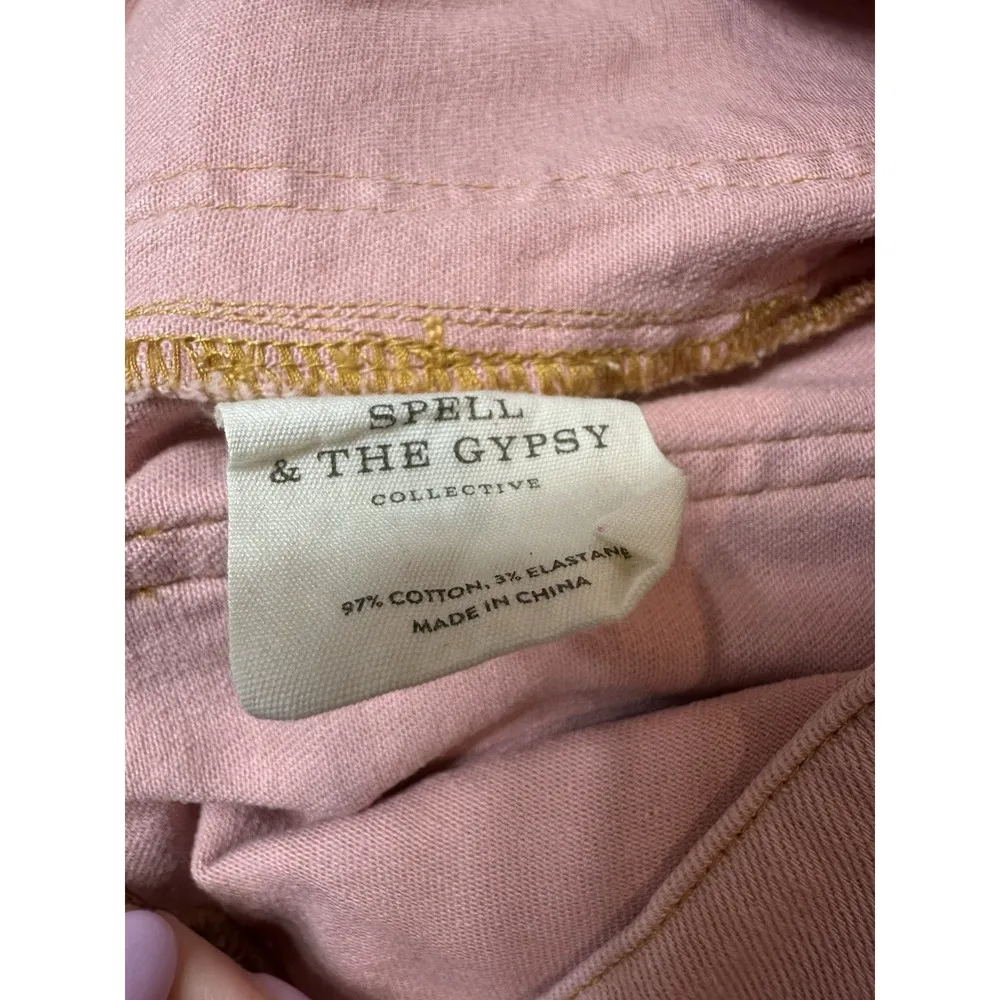 SPELL
& THE GYPSY
COLLECTIVE
97% COTTON, 3% ELASTANE
MADE IN CHINA